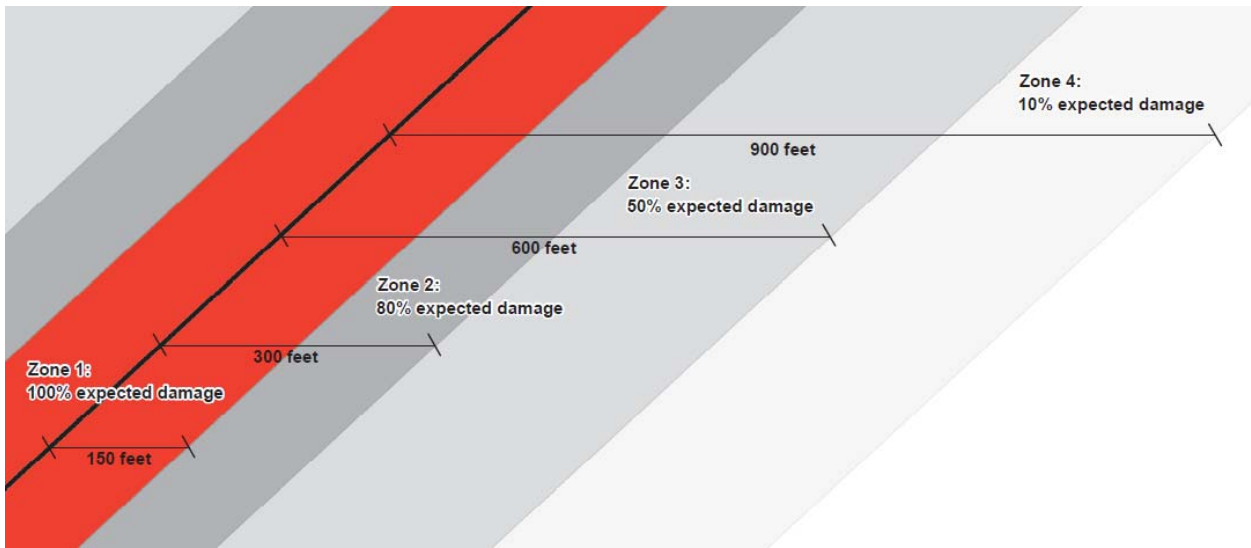 Zone 4:
10% expected damage
900 feet
Zone 3:
50% expected damage
600 feet
Zone 2:
80% expected damage
300 feet
Zone 1:
100% expected damage
150 feet